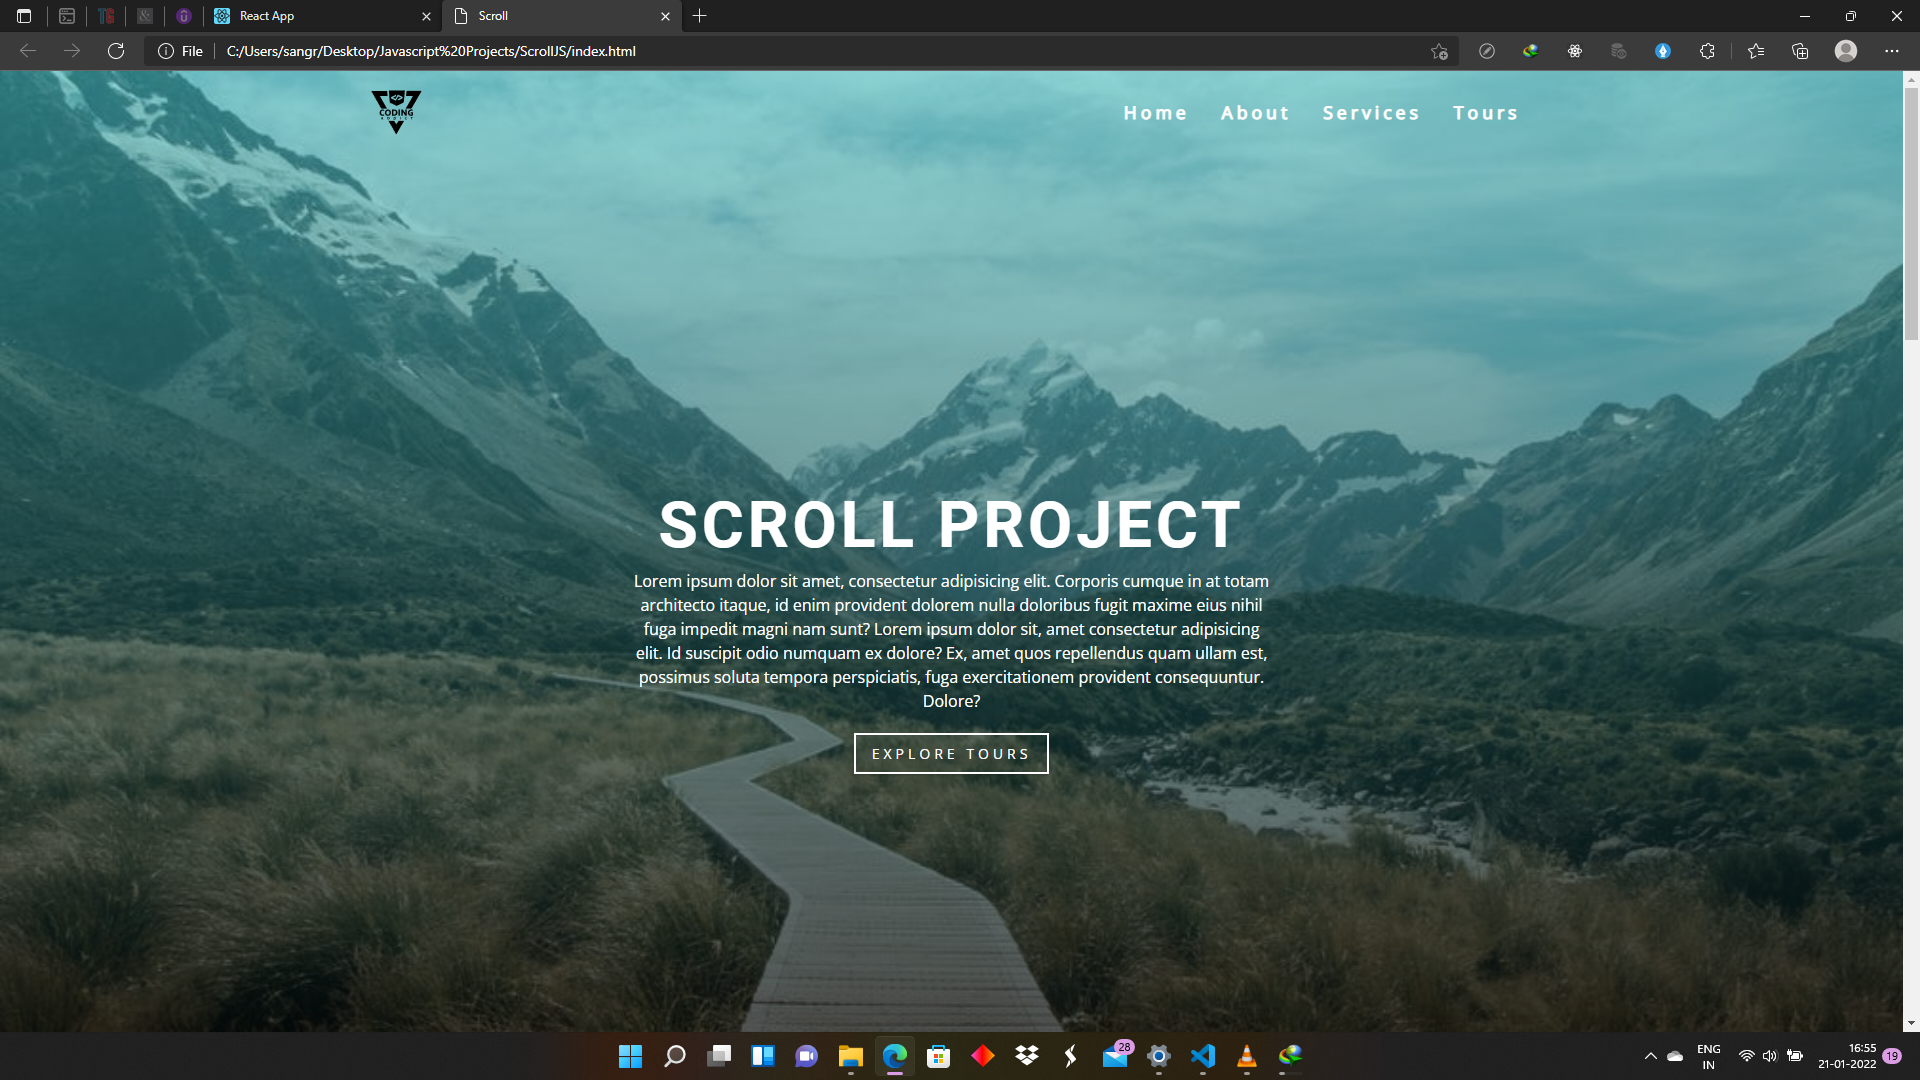 React App
Scroll
File
C:/Users/sangr/Desktop/Javascript%20Projects/ScrollJS/index.html
CODING
ADDICT
Home About Services Tours
SCROLL PROJECT
Lorem ipsum dolor sit amet, consectetur adipisicing elit. Corporis cumque in at totam
architecto itaque, id enim provident dolorem nulla doloribus fugit maxime eius nihil
fuga impedit magni nam sunt? Lorem ipsum dolor sit, amet consectetur adipisicing
elit. Id suscipit odio numquam ex dolore? Ex, amet quos repellendus quam ullam est,
possimus soluta tempora perspiciatis, fuga exercitationem provident consequuntur.
Dolore?
EXPLORE TOURS
28
ENG
IN
16:55
21-01-2022
19